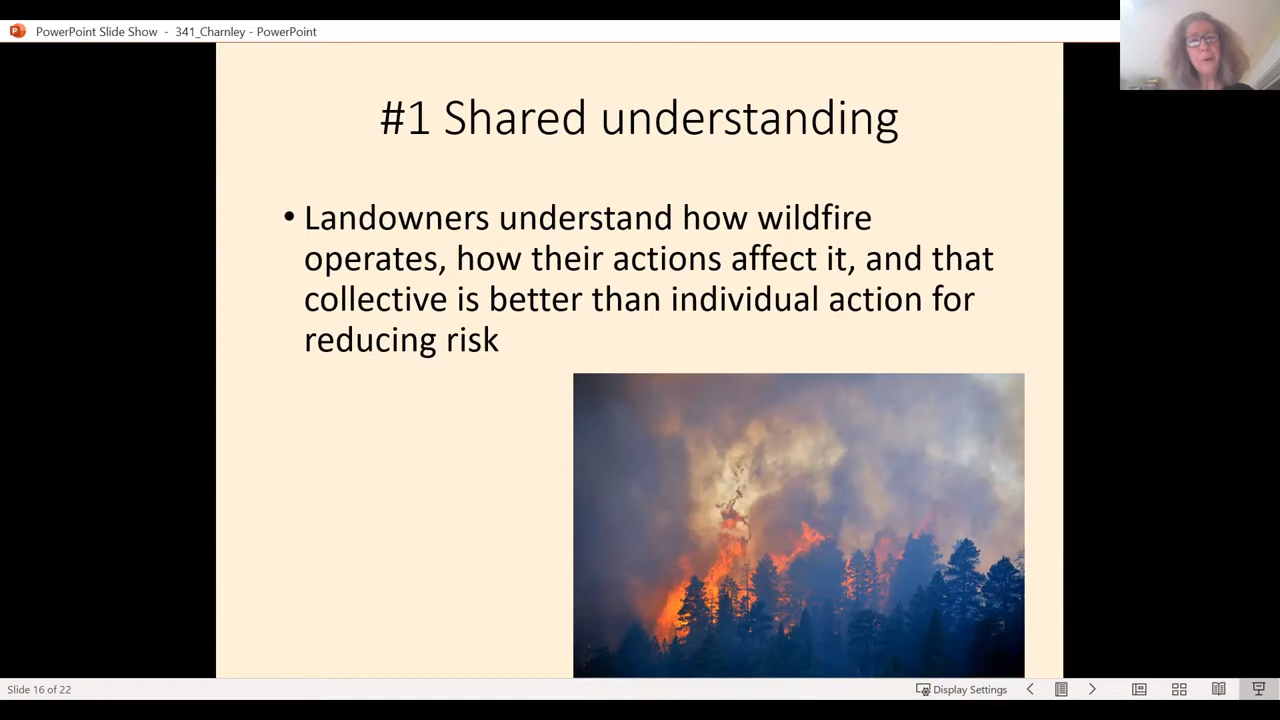 PowerPoint Slide Show - 341_Charnley - PowerPoint
#1 Shared understanding
• Landowners understand how wildfire
operates, how their actions affect it, and that
collective is better than individual action for
reducing risk
Slide 16 of 22
Display Settings